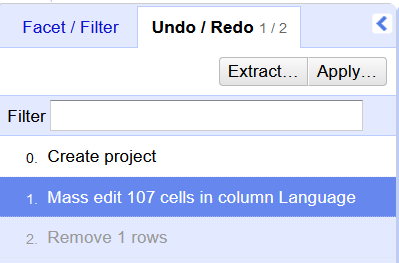 Facet / Filter Undo / Redo 1 / 2
Extract... Apply...
Filter
0. Create project
1. Mass edit 107 cells in column Language
2. Remove 1 rows